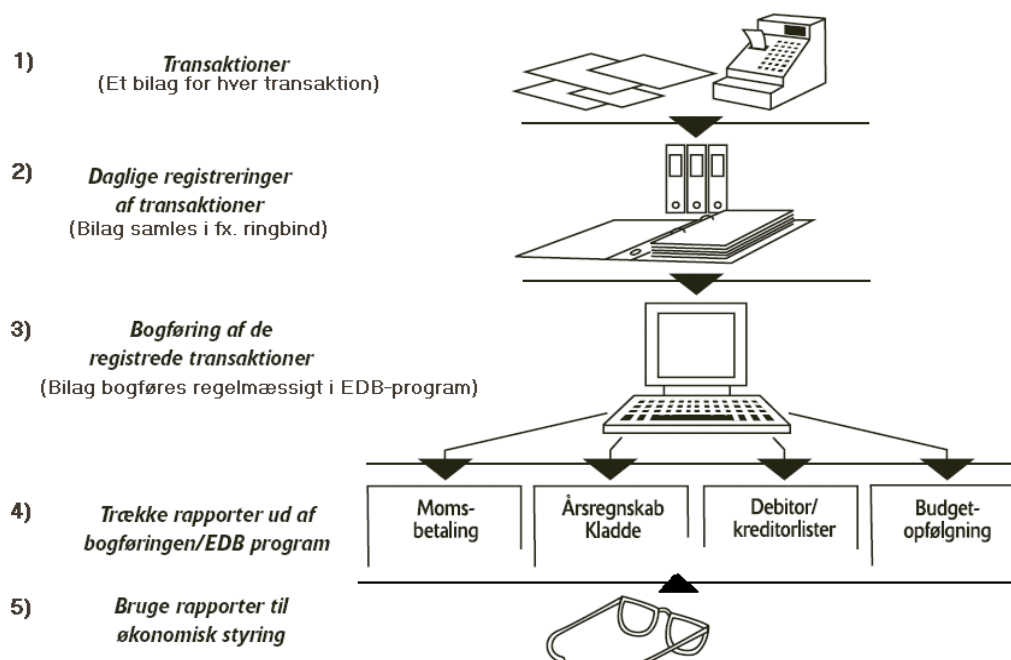 1) Transaktioner
(Et bilag for hver transaktion)
2) Daglige registreringer
af transaktioner
(Bilag samles i fx. ringbind)
3) Bogføring af de
registrede transaktioner
(Bilag bogføres regelmæssigt i EDB-program)
4) Trække rapporter ud af
bogføringen/EDB program
Moms-
betaling
Årsregnskab
Kladde
Debitor/
kreditorlister
Budget-
opfølgning
5) Bruge rapporter til
økonomisk styring